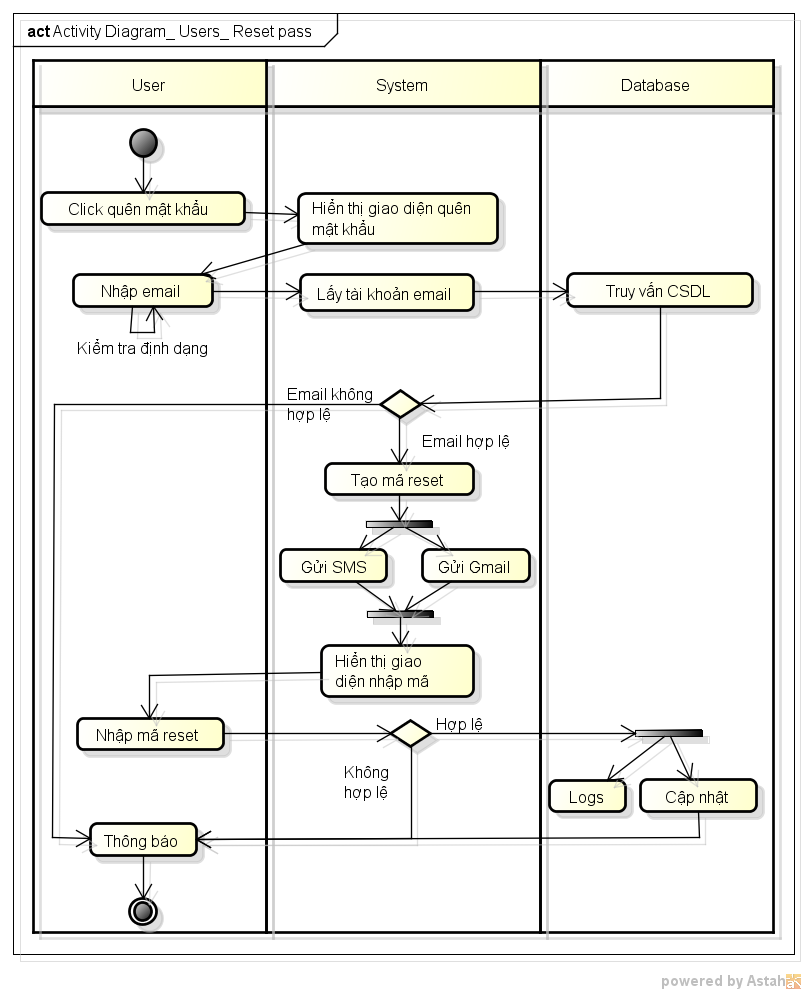 act Activity Diagram_ Users_ Reset pass
User
System
Database
Click quên mật khẩu
Hiển thị giao diện quên
mật khẩu
Nhập email
Lấy tài khoản email
Truy vấn CSDL
Kiểm tra định dạng
Email không
hợp lệ
Email hợp lệ
Tạo mã reset
Gửi SMS
Gửi Gmail
Hiển thị giao
diện nhập mã
Nhập mã reset
Hợp lệ
Không
hợp lệ
Logs
Cập nhật
Thông báo
powered by Astah